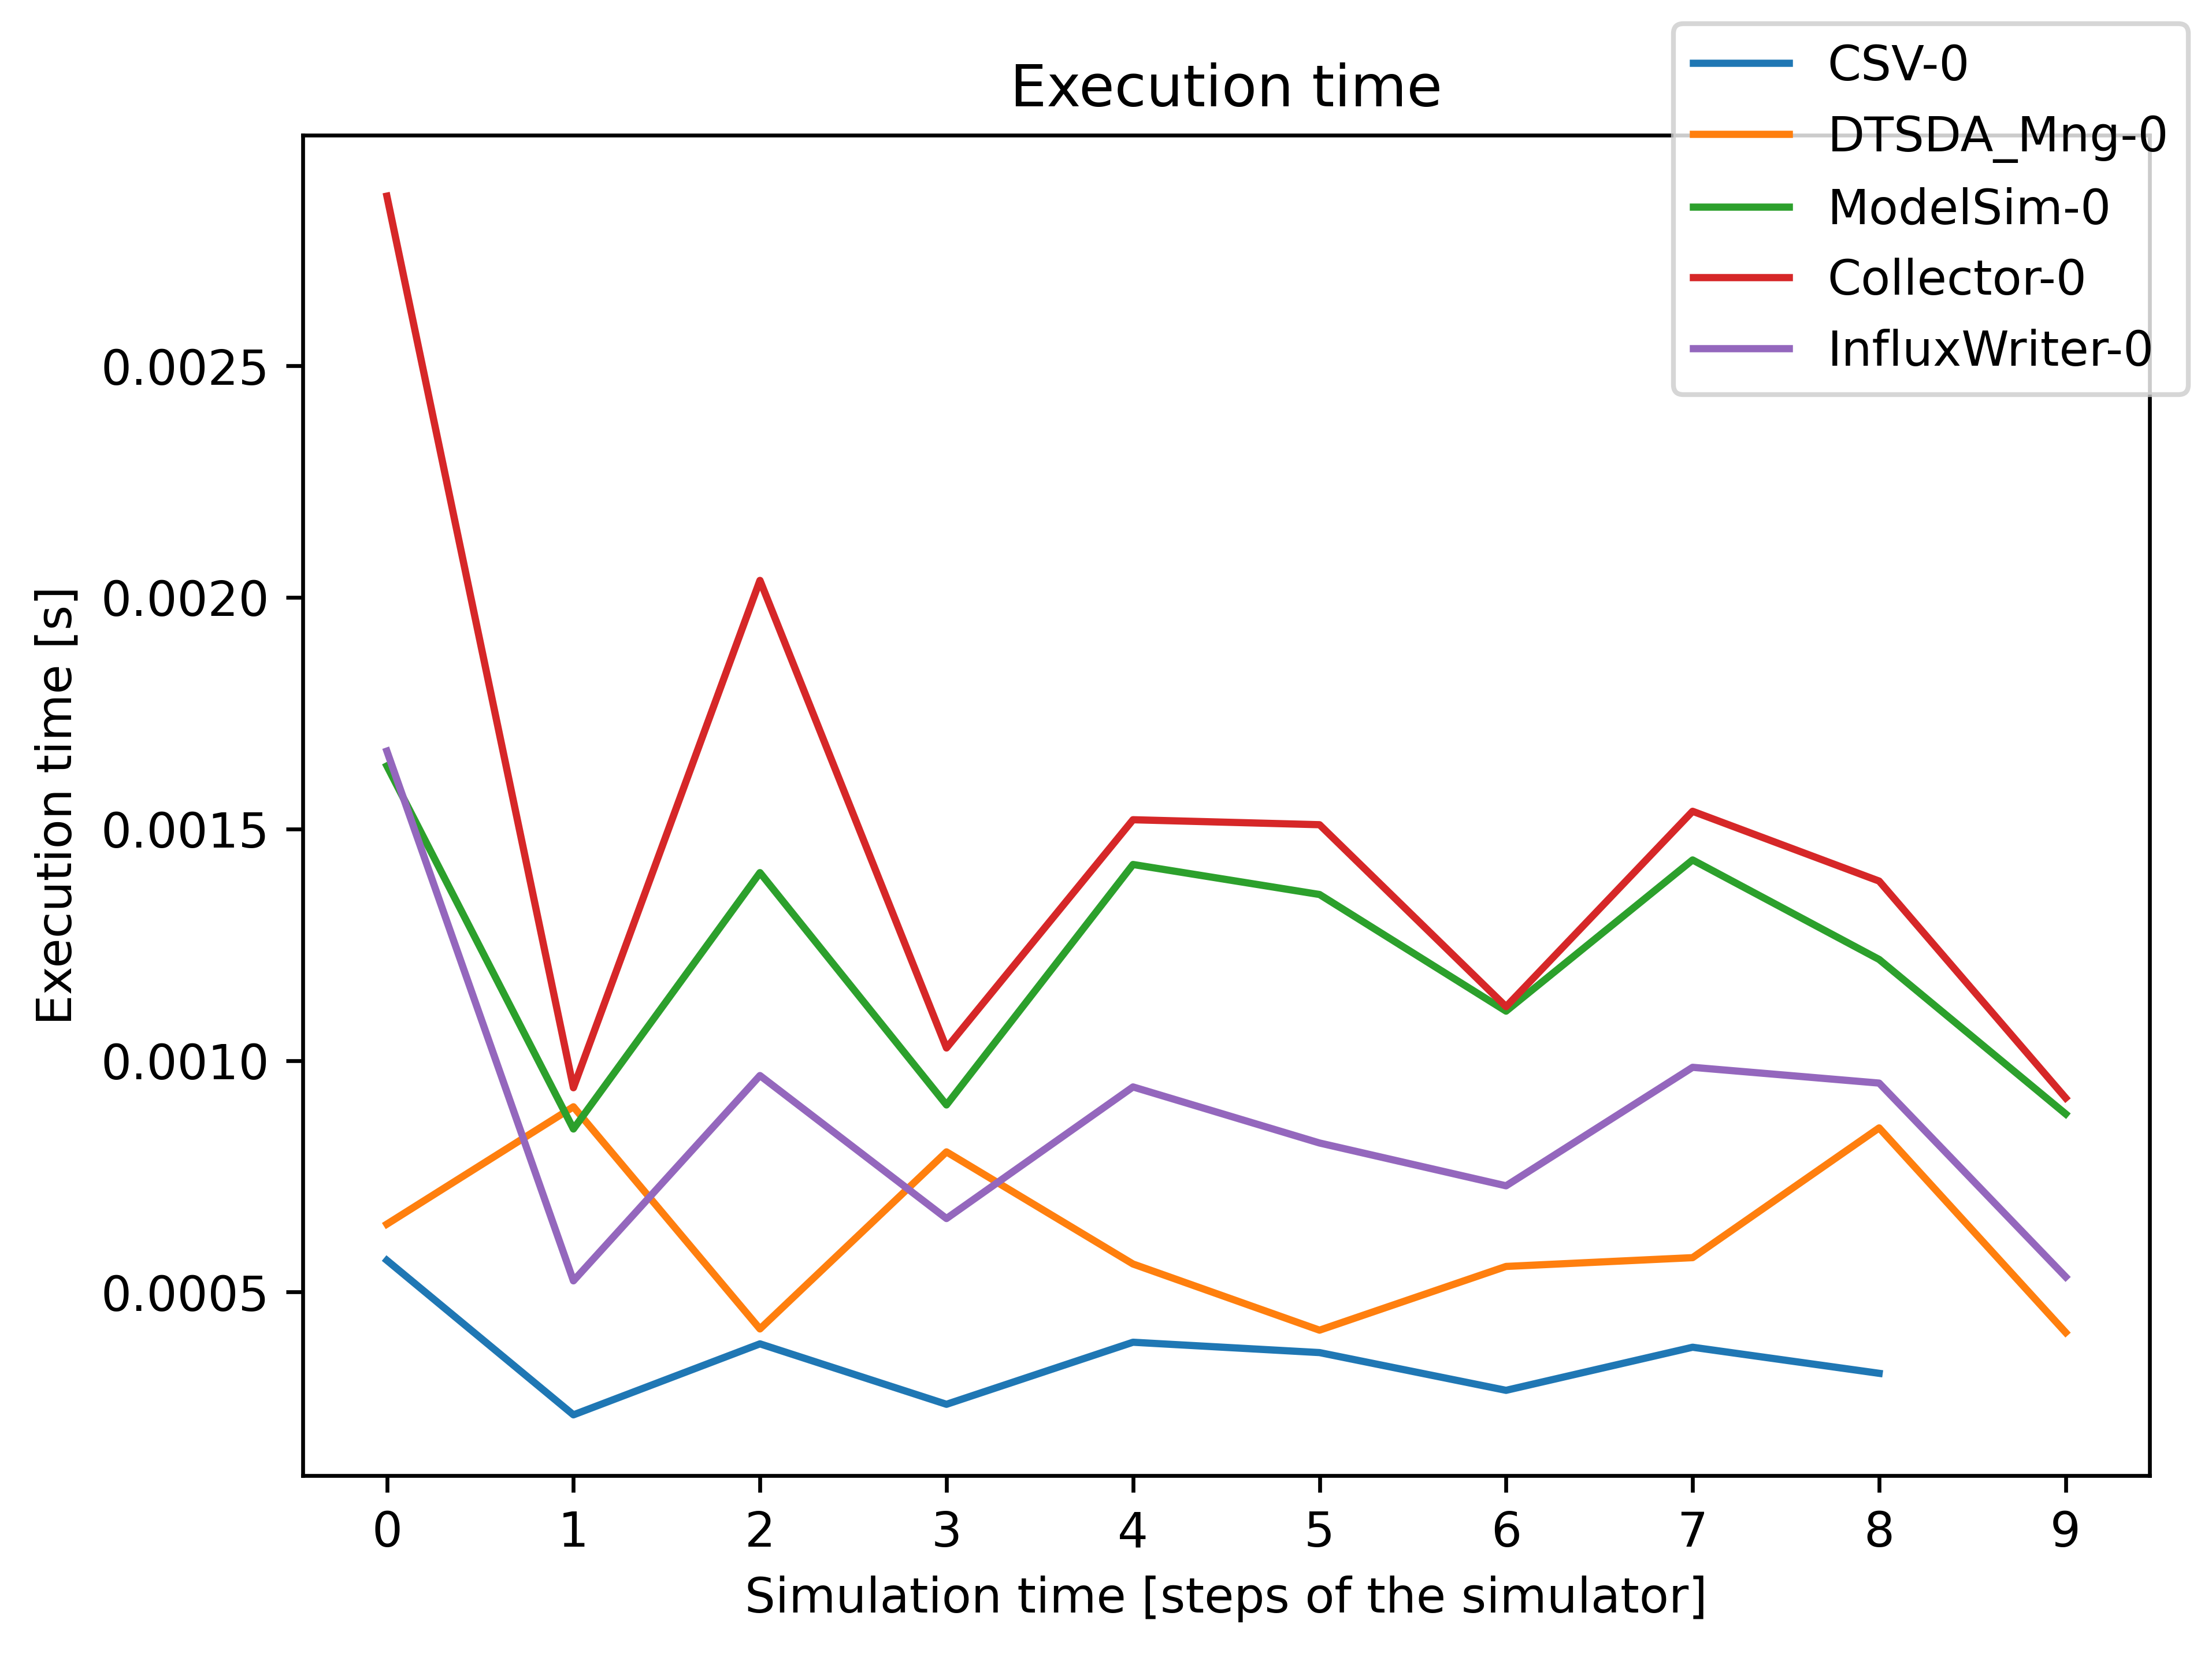 Execution time
CSV-0
DTSDA_Mng-0
ModelSim-0
Collector-0
InfluxWriter-0
Execution time [s]
0.0025
0.0020
0.0015
0.0010
0.0005
0 1 2 3 4 5 6 7 8 9
Simulation time [steps of the simulator]